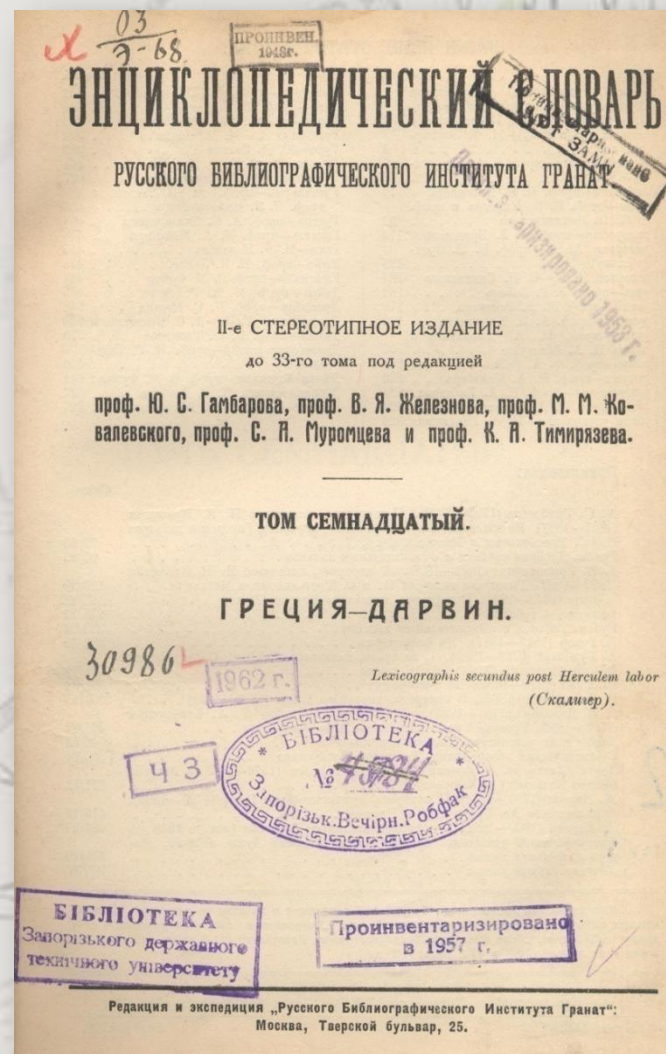 03
Э-68
ПРОИНВЕН.
1948г.
ЭНЦИКЛОПЕДИЧЕСКИЙ СЛОВАРЬ
РУССКОГО БИБЛИОГРАФИЧЕСКОГО ИНСТИТУТА ГРАНАТ
1953 г.
II-е СТЕРЕОТИПНОЕ ИЗДАНИЕ
до 33-го тома под редакцией
проф. Ю. С. Гамбарова, проф. В. Я. Железнова, проф. М. М. Ко-
валевского, проф. С. А. Муромцева и проф. К. А. Тимирязева.
ТОМ СЕМНАДЦАТЫЙ.
ГРЕЦИЯ—ДАРВИН.
30986
1962 г.
Lexicographis secundus post Herculem labor
(Скалигер).
Ч З
БІБЛІОТЕКА
№
Запорізьк.Вечірн.Робфак
БІБЛІОТЕКА
Запорізького державного
технічного університету
Проинвентаризировано
в 1957 г.
Редакция и экспедиция „Русского Библиографического Института Гранат":
Москва, Тверской бульвар, 25.